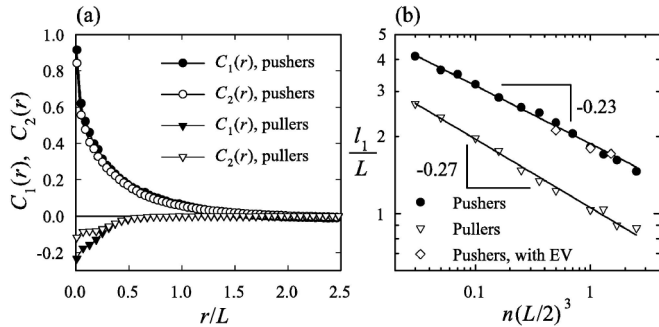 (a)
C₁(r), C₂(r)
1.0
0.8
0.6
0.4
0.2
0.0
-0.2
C₁(r), pushers
C₂(r), pushers
C₁(r), pullers
C₂(r), pullers
0.0 0.5 1.0 1.5 2.0 2.5
r/L
(b)
l₁
L
5
4
3
2
1
-0.23
-0.27
Pushers
Pullers
Pushers, with EV
0.1 1
n(L/2)³